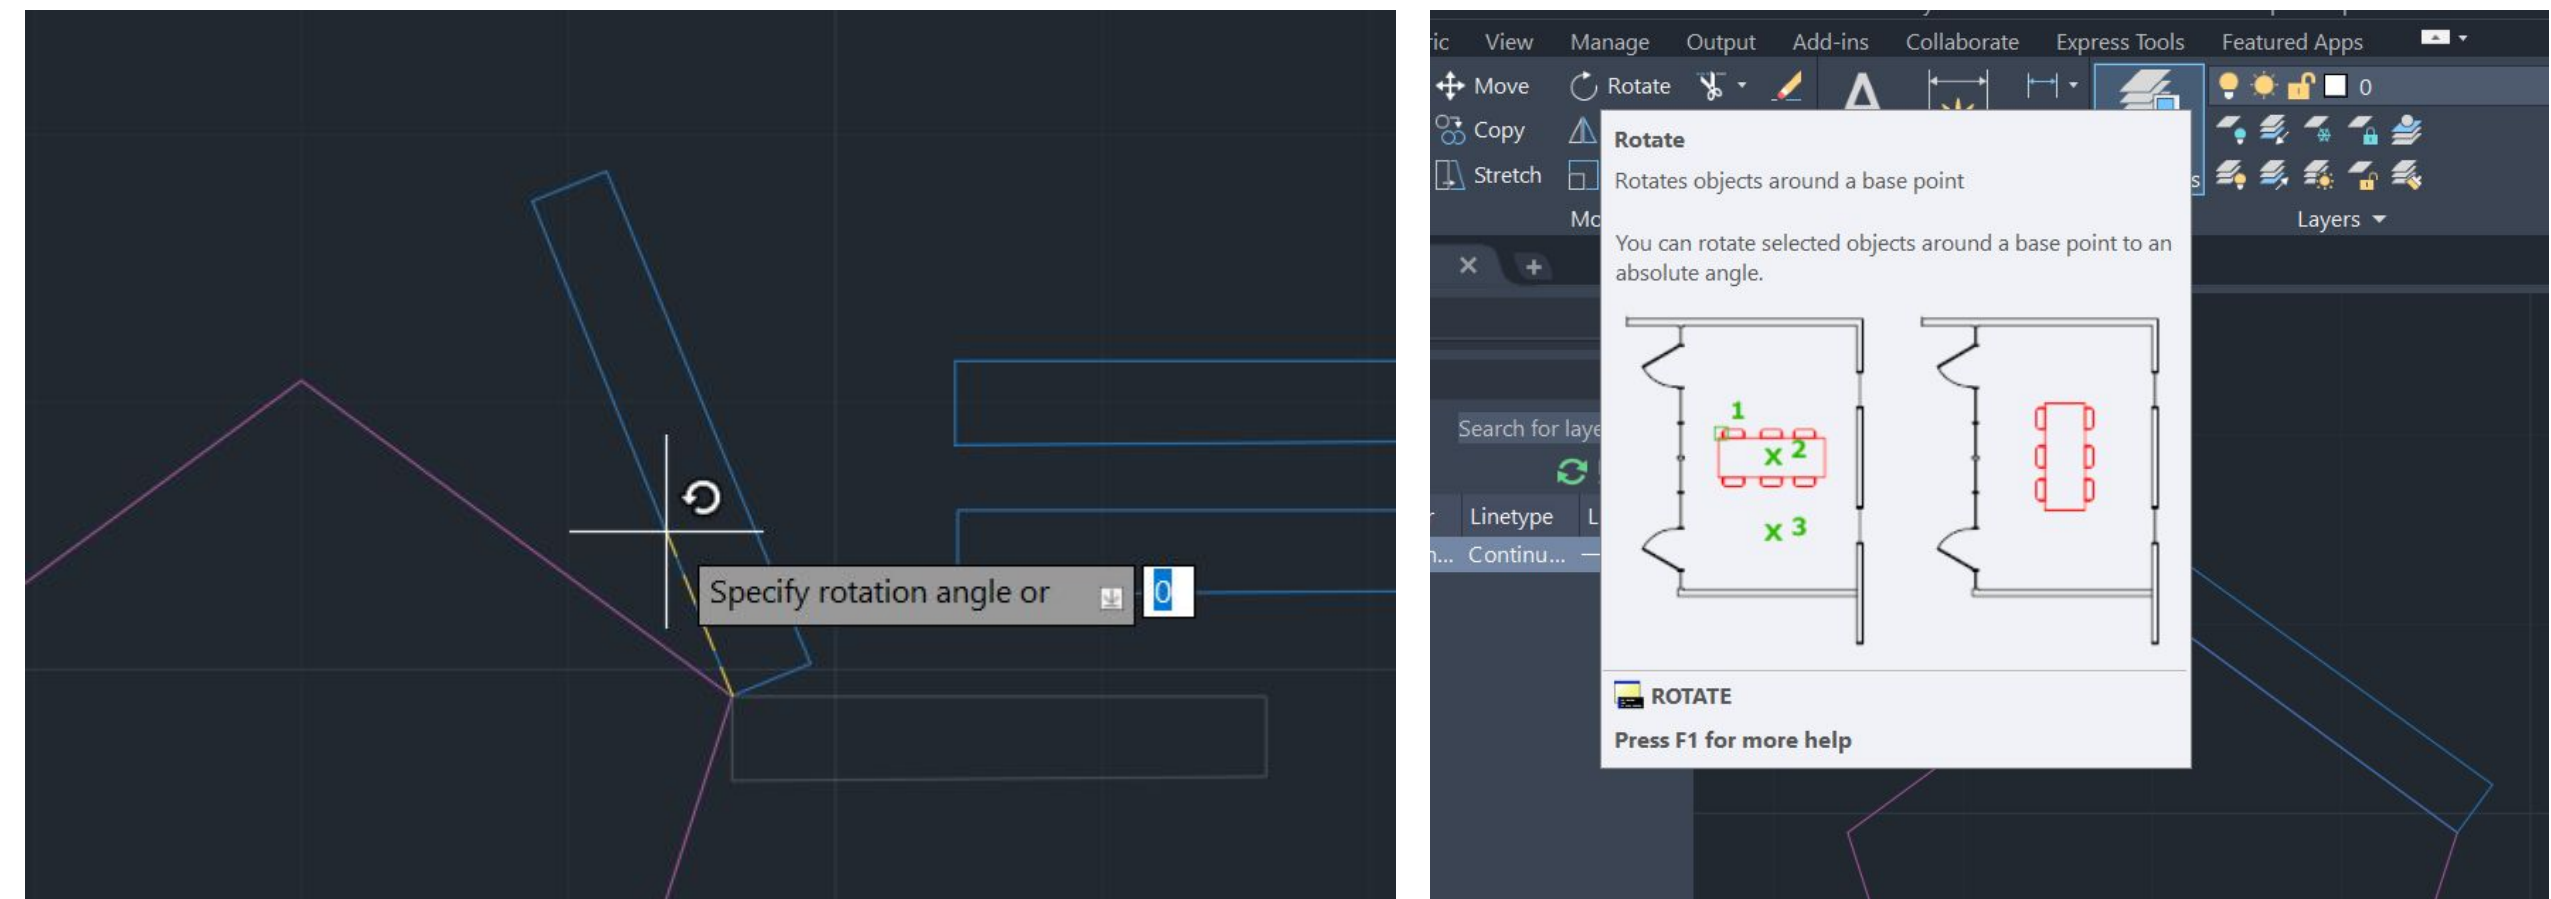 Specify rotation angle or
0
View Manage Output Add-ins Collaborate Express Tools Featured Apps
Move Rotate A 0
Copy
Stretch
Layers
Rotate
Rotates objects around a base point
You can rotate selected objects around a base point to an
absolute angle.
1
X 2
X 3
ROTATE
Press F1 for more help
Search for laye
Linetype L
Continu...